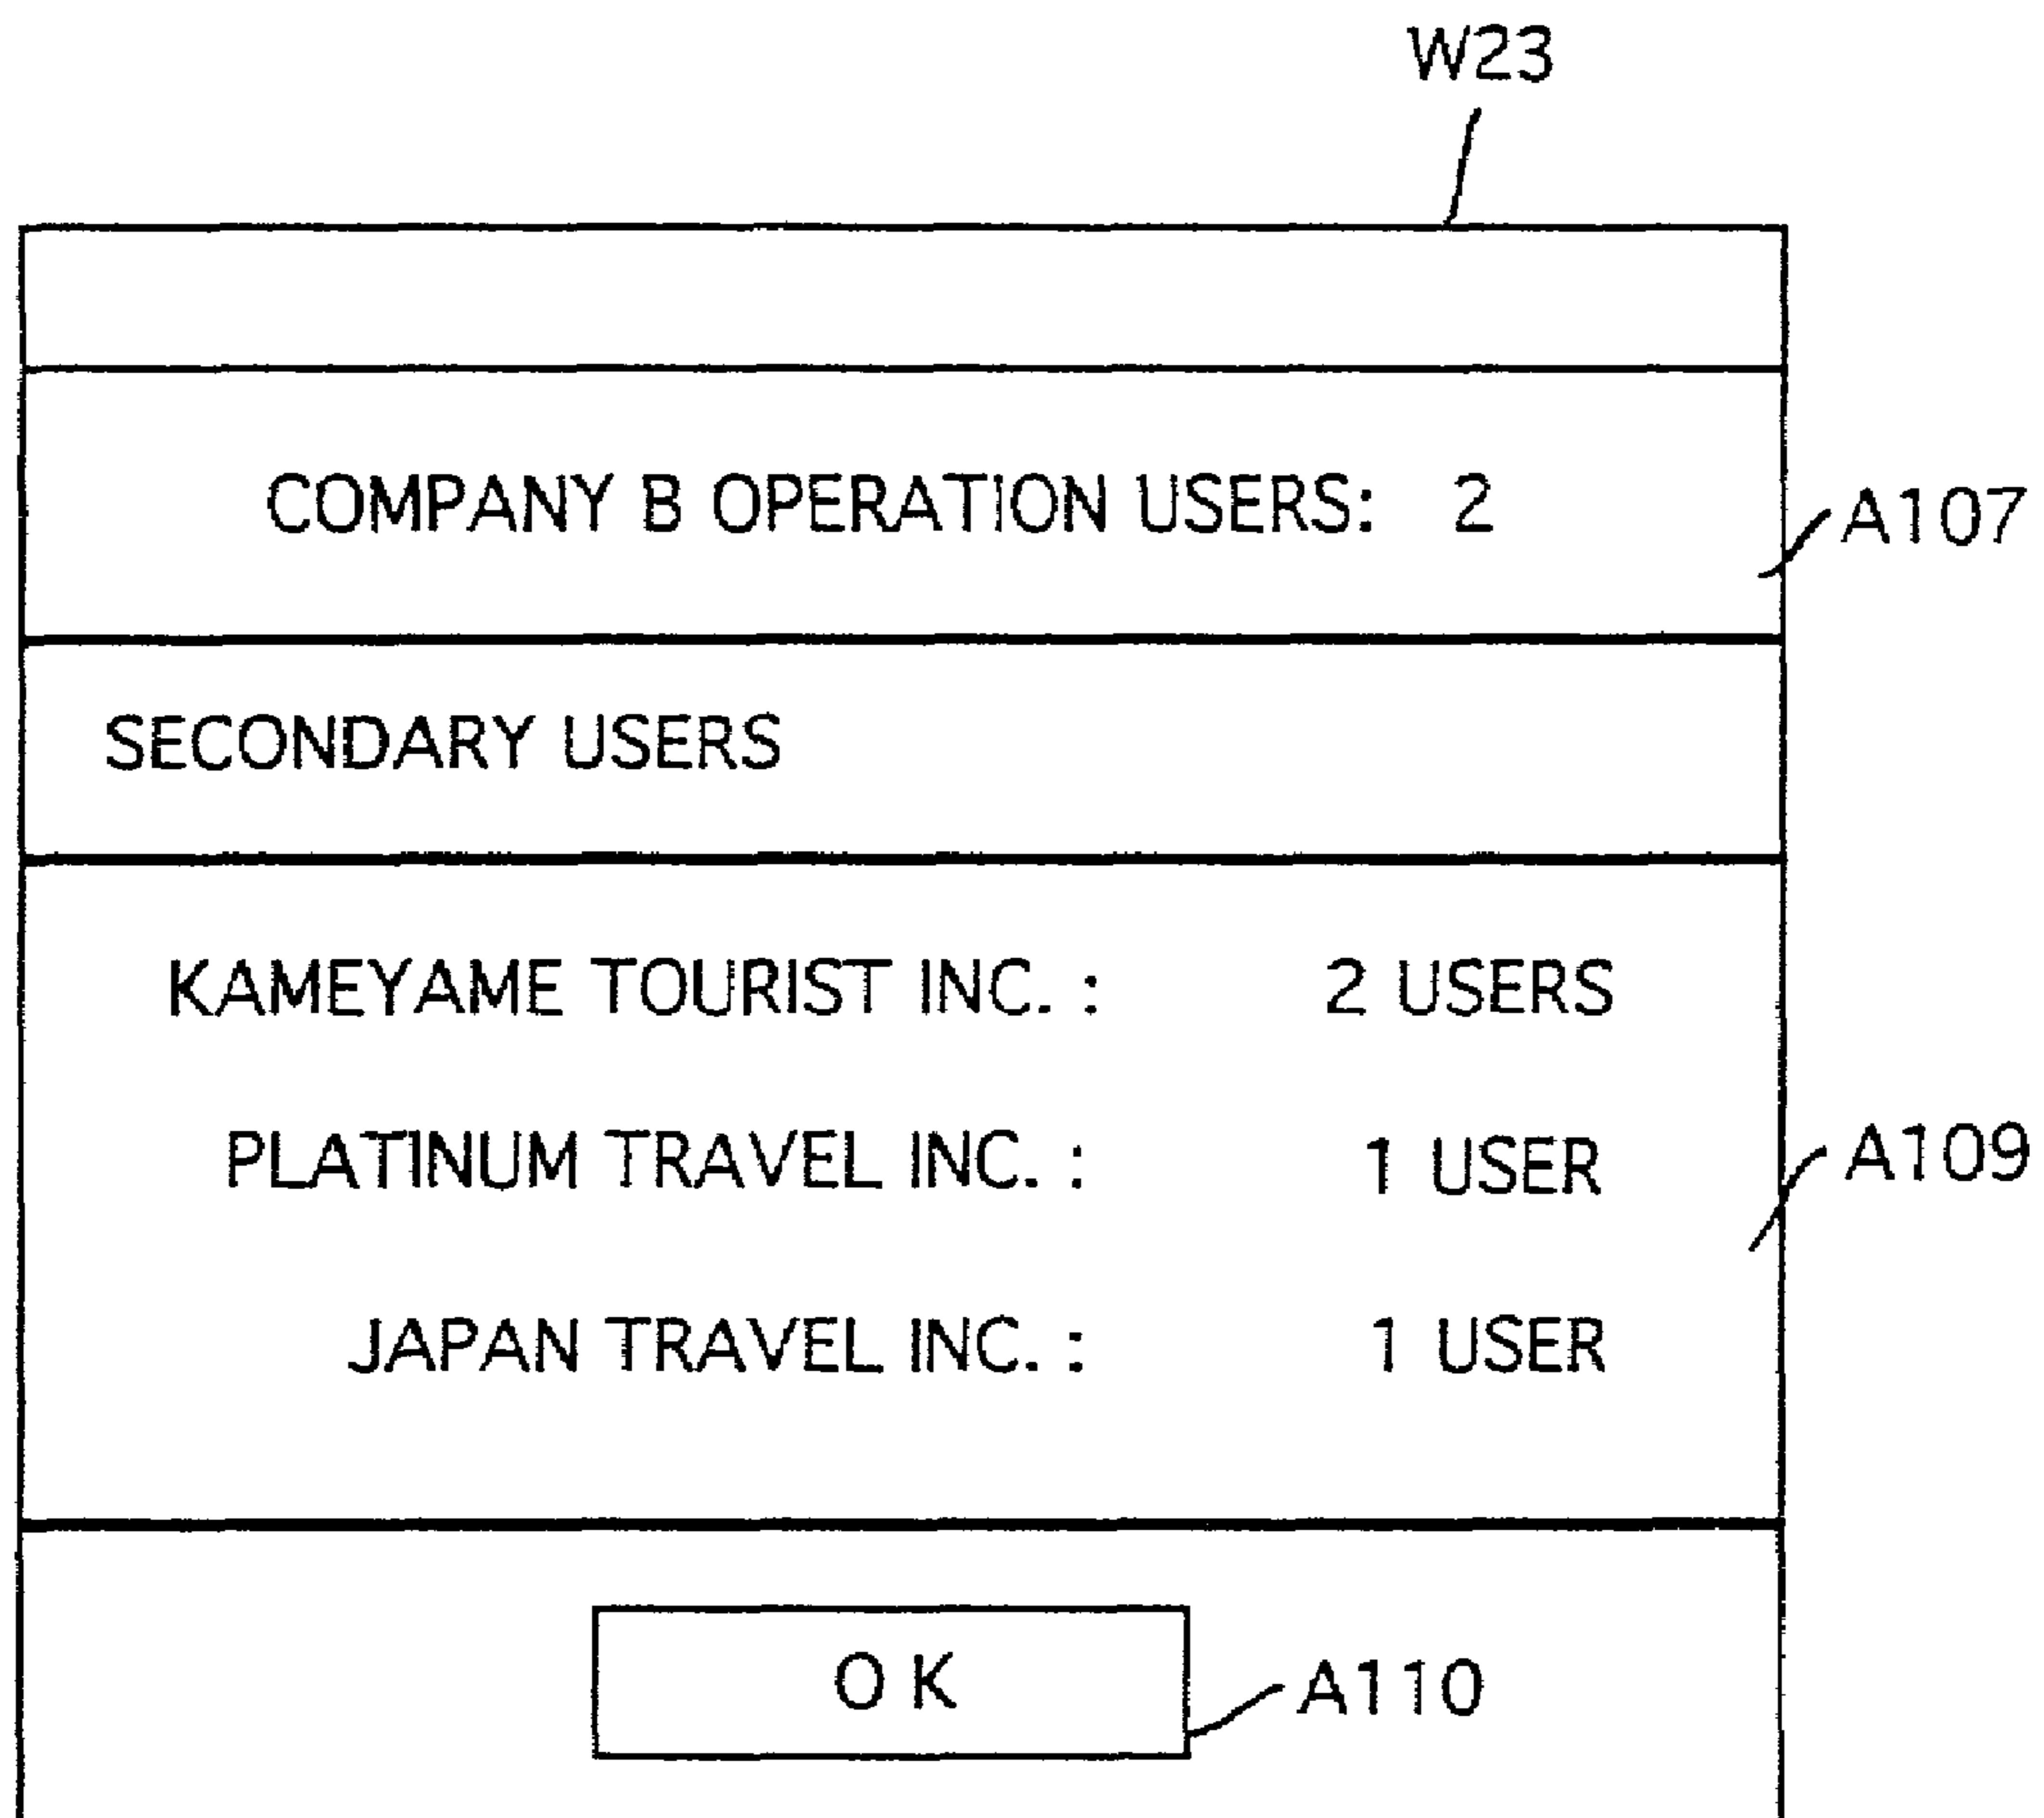 W23
COMPANY B OPERATION USERS: 2
A107
SECONDARY USERS
KAMEYAME TOURIST INC. : 2 USERS
PLATINUM TRAVEL INC. : 1 USER
A109
JAPAN TRAVEL INC. : 1 USER
OK
A110